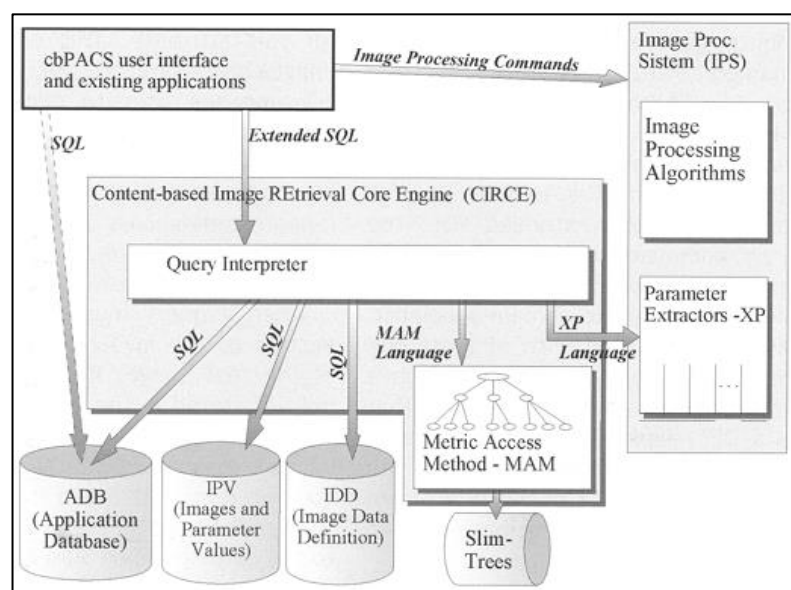 cbPACS user interface
and existing applications
Image Processing Commands
Image Proc.
Sistem (IPS)
SQL
Extended SQL
Image
Processing
Algorithms
Content-based Image REtrieval Core Engine (CIRCE)
Query Interpreter
Parameter
Extractors -XP
SQL
SQL
SQL
MAM
Language
XP
Language
Metric Access
Method - MAM
ADB
(Application
Database)
IPV
(Images and
Parameter
Values)
IDD
(Image Data
Definition)
Slim-
Trees